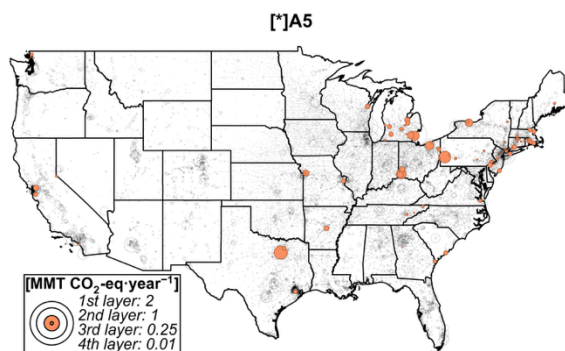 [*]A5
[MMT CO₂-eq·year⁻¹]
1st layer: 2
2nd layer: 1
3rd layer: 0.25
4th layer: 0.01